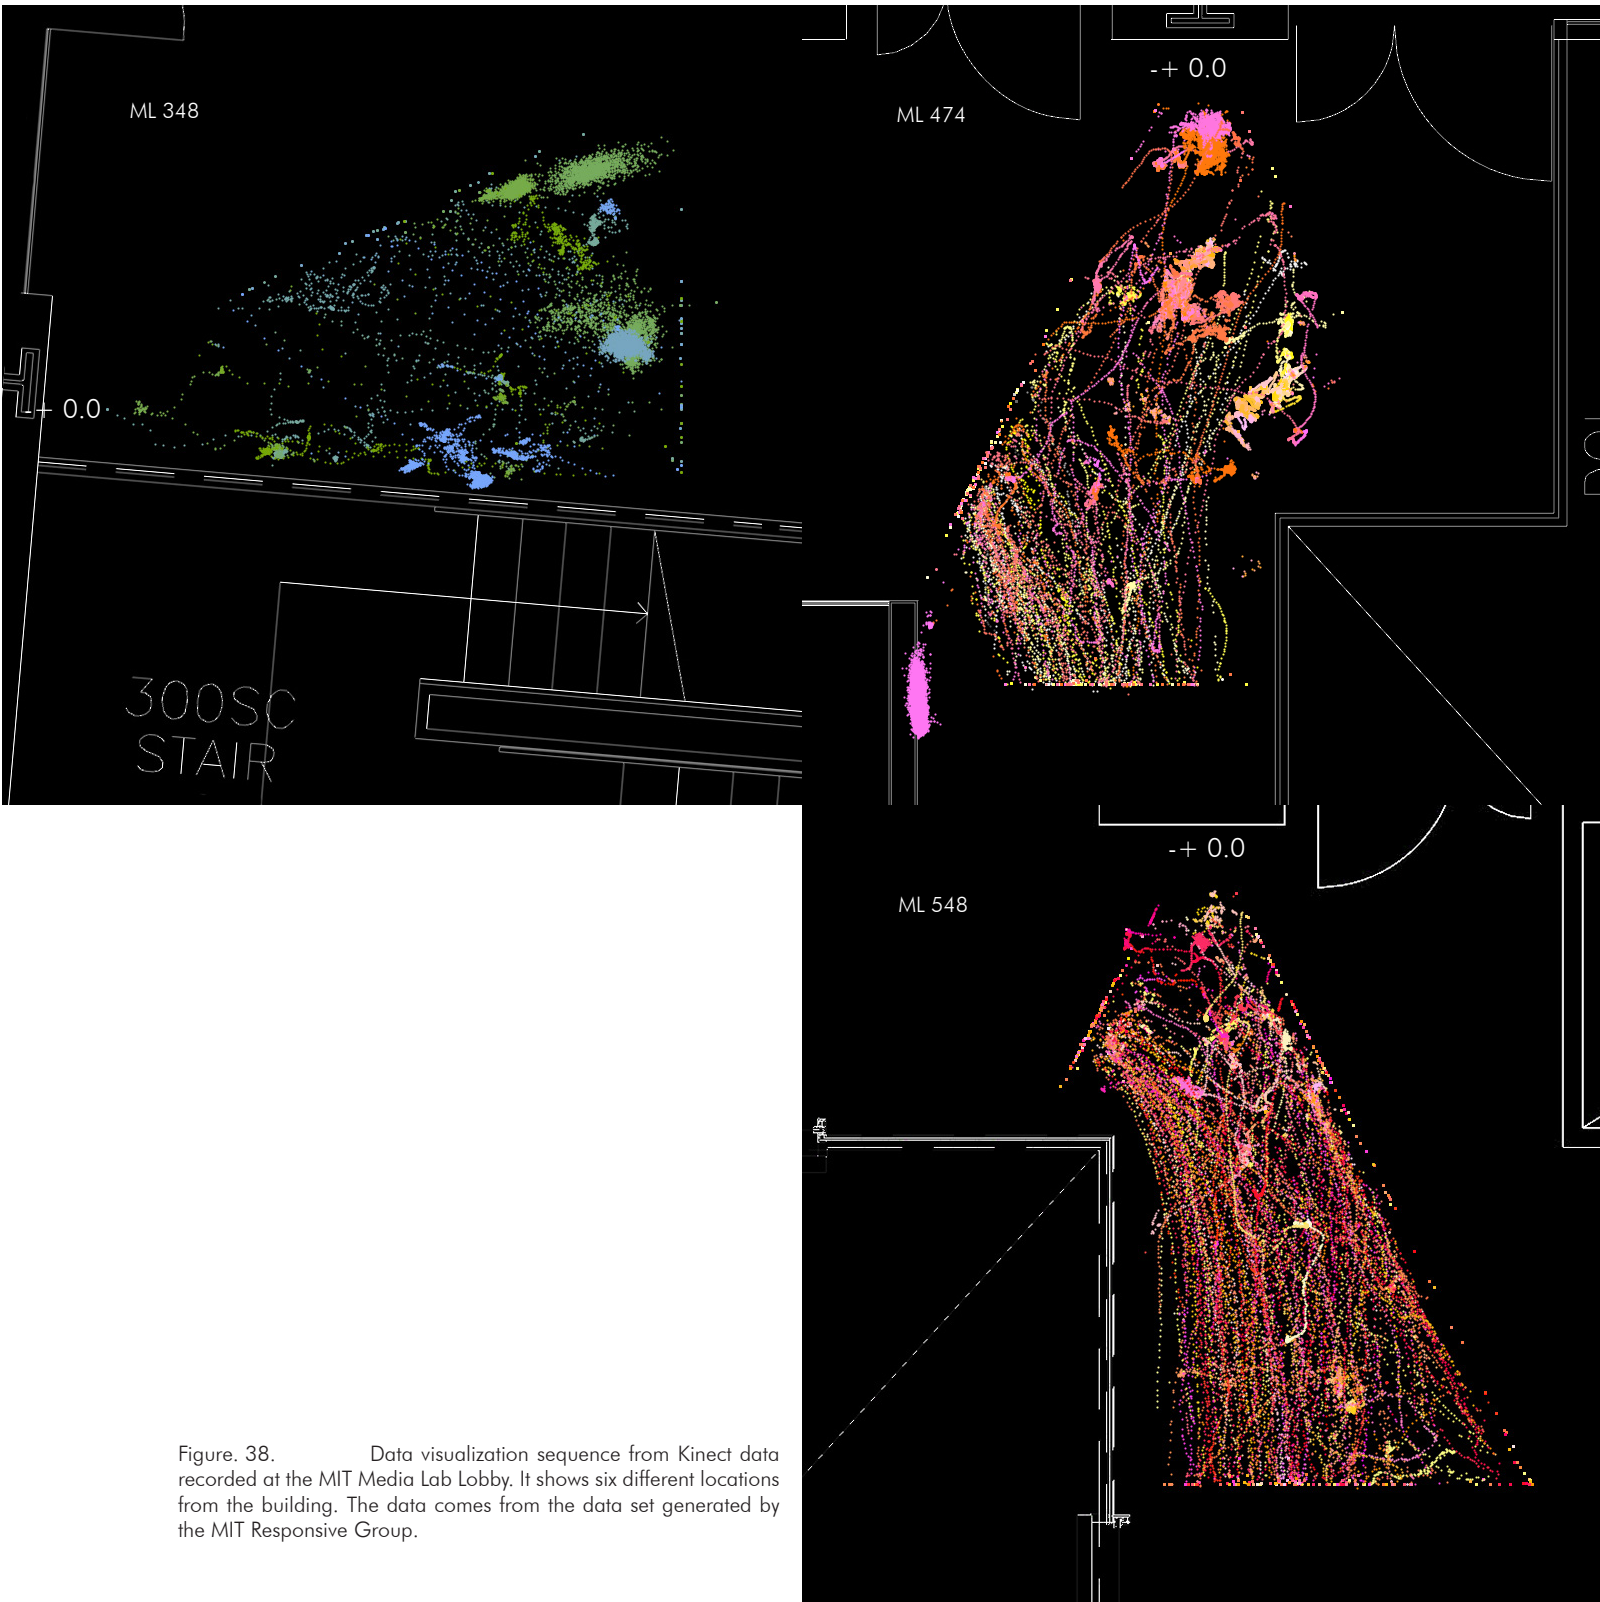 ML 348
+ 0.0
300SC
STAIR
-+ 0.0
ML 474
-+ 0.0
ML 548
Figure. 38. Data visualization sequence from Kinect data
recorded at the MIT Media Lab Lobby. It shows six different locations
from the building. The data comes from the data set generated by
the MIT Responsive Group.